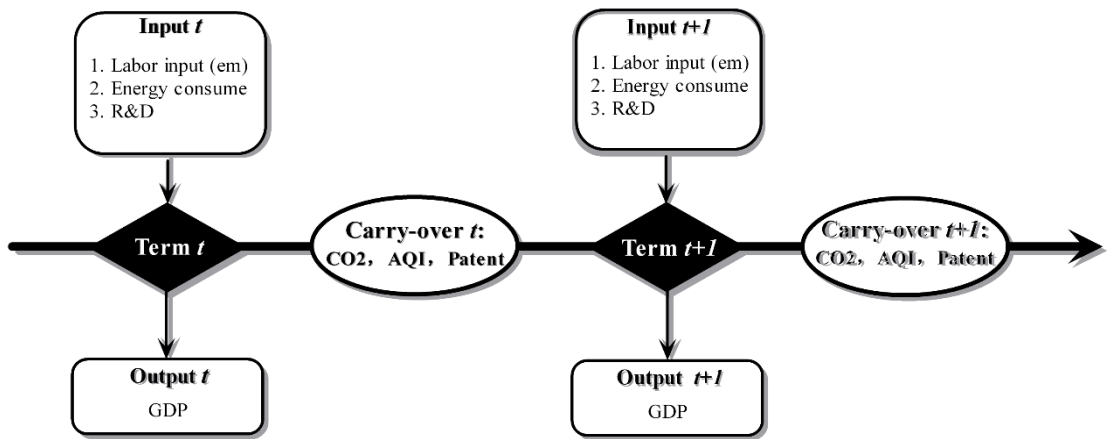 Input t
1. Labor input (em)
2. Energy consume
3. R&D
Input t+1
1. Labor input (em)
2. Energy consume
3. R&D
Term t
Carry-over t:
CO2，AQI，Patent
Term t+1
Carry-over t+1:
CO2，AQI，Patent
Output t
GDP
Output t+1
GDP